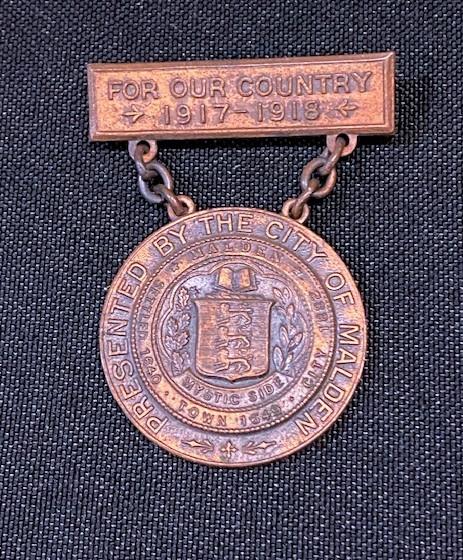 FOR OUR COUNTRY
1917-1918
PRESENTED BY THE CITY OF MALDEN
MALDEN
1640
MYSTIC SIDE
TOWN 1649
CITY